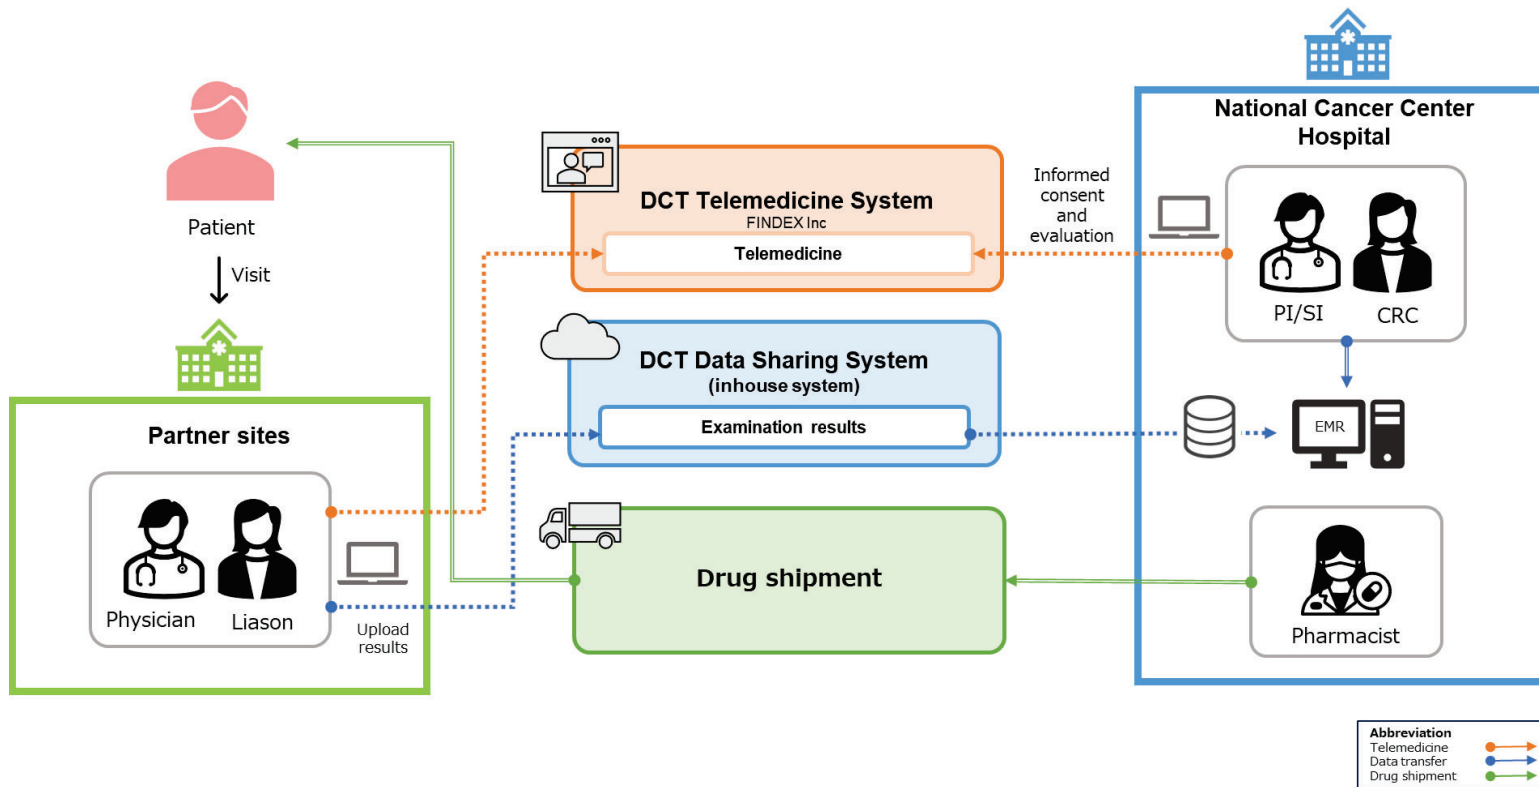 Patient
Visit
Partner sites
Physician
Liason
Upload
results
DCT Telemedicine System
FINDEX Inc
Telemedicine
DCT Data Sharing System
(inhouse system)
Examination results
Drug shipment
Informed
consent
and
evaluation
National Cancer Center
Hospital
PI/SI
CRC
EMR
Pharmacist
Abbreviation
Telemedicine
Data transfer
Drug shipment